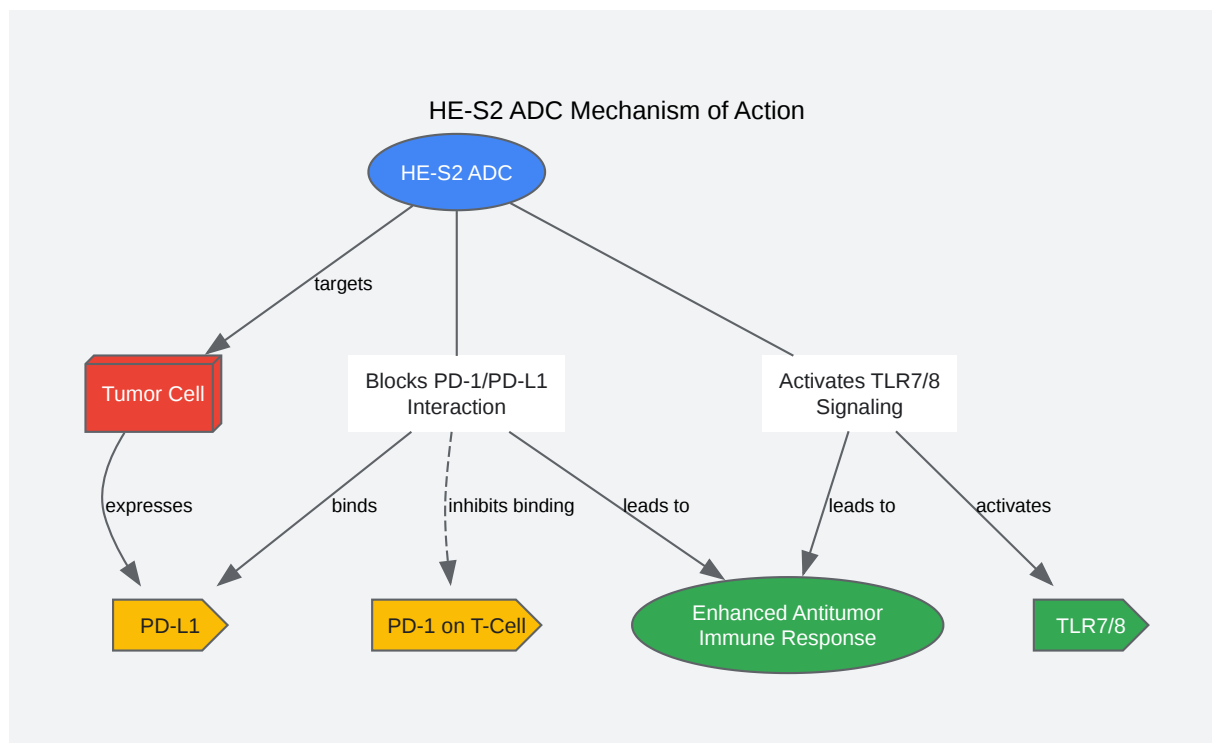 HE-S2 ADC Mechanism of Action
HE-S2 ADC
targets
Tumor Cell
Blocks PD-1/PD-L1
Interaction
Activates TLR7/8
Signaling
expresses
binds
inhibits binding
leads to
leads to
activates
PD-L1
PD-1 on T-Cell
Enhanced Antitumor
Immune Response
TLR7/8